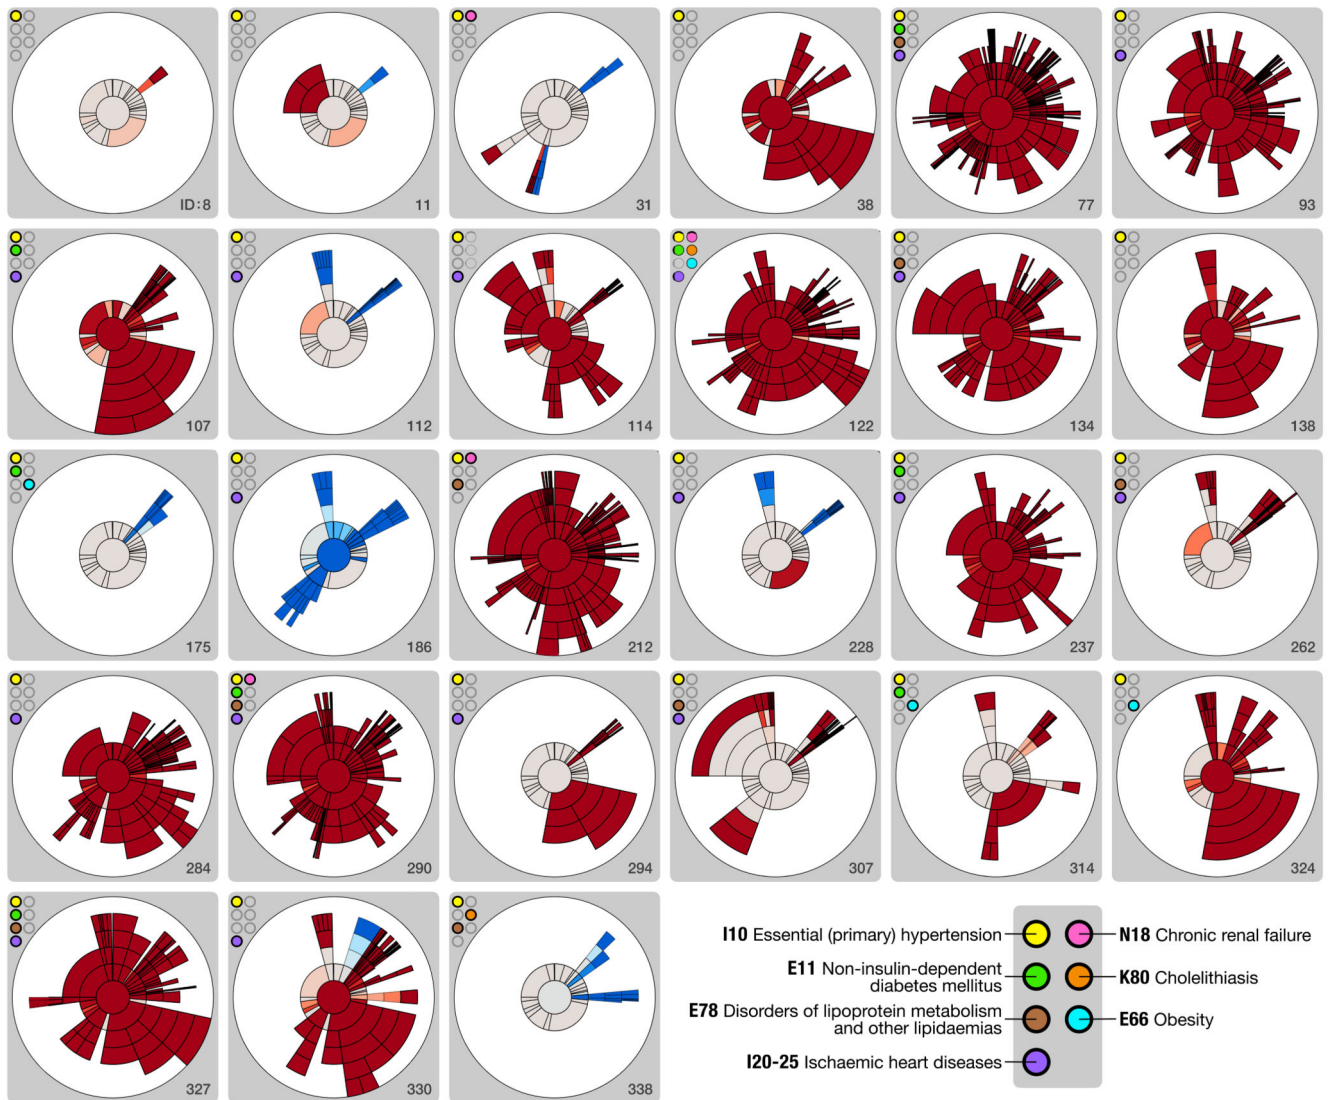 ID:8
11
31
38
77
93
107
112
114
122
134
138
175
186
212
228
237
262
284
290
294
307
314
324
327
330
338
I10 Essential (primary) hypertension
N18 Chronic renal failure
E11 Non-insulin-dependent
diabetes mellitus
K80 Cholelithiasis
E78 Disorders of lipoprotein metabolism
and other lipidaemias
E66 Obesity
I20-25 Ischaemic heart diseases